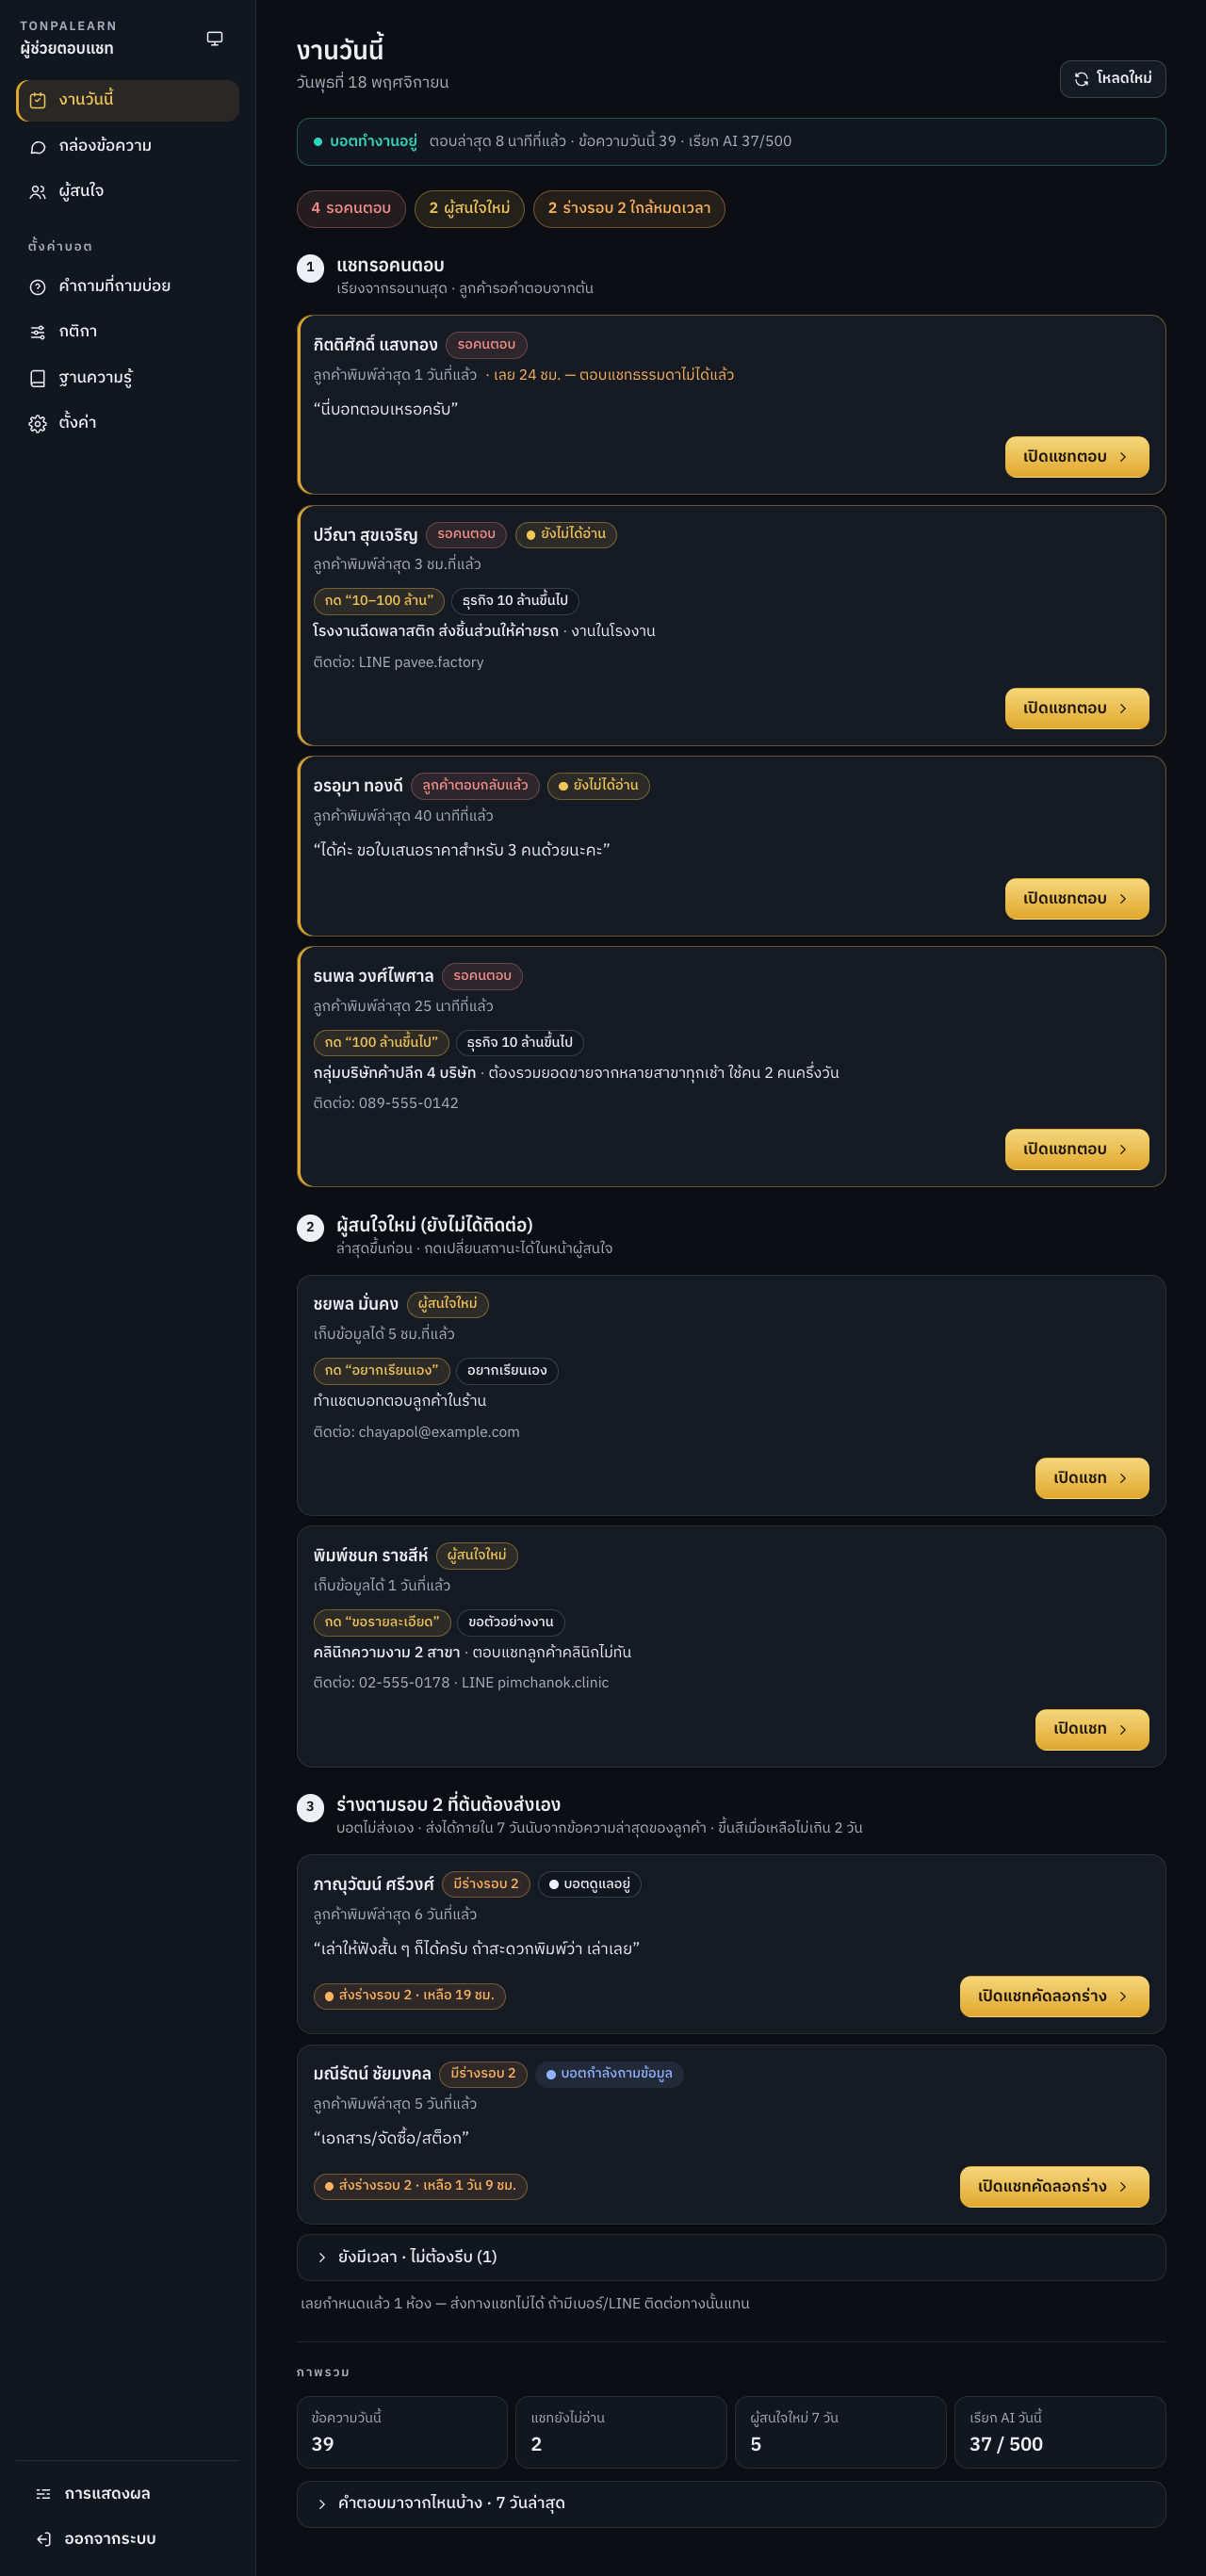 TONPALEARN
ผู้ช่วยตอบแชท
งานวันนี้
กล่องข้อความ
ผู้สนใจ
ตั้งค่าบอต
คำถามที่ถามบ่อย
กติกา
ฐานความรู้
ตั้งค่า
การแสดงผล
ออกจากระบบ
งานวันนี้
วันพุธที่ 18 พฤศจิกายน
โหลดใหม่
บอตทำงานอยู่ ตอบล่าสุด 8 นาทีที่แล้ว · ข้อความวันนี้ 39 · เรียก AI 37/500
4 รอคนตอบ 2 ผู้สนใจใหม่ 2 ร่างรอบ 2 ใกล้หมดเวลา
1 แชทรอคนตอบ
เรียงจากรอนานสุด · ลูกค้ารอคำตอบจากต้น
กิตติศักดิ์ แสงทอง รอคนตอบ
ลูกค้าพิมพ์ล่าสุด 1 วันที่แล้ว · เลย 24 ชม. — ตอบแชทธรรมดาไม่ได้แล้ว
“นี่บอทตอบเหรอครับ”
เปิดแชทตอบ
ปวีณา สุขเจริญ รอคนตอบ ยังไม่ได้อ่าน
ลูกค้าพิมพ์ล่าสุด 3 ชม.ที่แล้ว
กด “10–100 ล้าน” ธุรกิจ 10 ล้านขึ้นไป
โรงงานฉีดพลาสติก ส่งชิ้นส่วนให้ค่ายรถ · งานในโรงงาน
ติดต่อ: LINE pavee.factory
เปิดแชทตอบ
อรอุมา ทองดี ลูกค้าตอบกลับแล้ว ยังไม่ได้อ่าน
ลูกค้าพิมพ์ล่าสุด 40 นาทีที่แล้ว
“ได้ค่ะ ขอใบเสนอราคาสำหรับ 3 คนด้วยนะคะ”
เปิดแชทตอบ
ธนพล วงศ์ไพศาล รอคนตอบ
ลูกค้าพิมพ์ล่าสุด 25 นาทีที่แล้ว
กด “100 ล้านขึ้นไป” ธุรกิจ 10 ล้านขึ้นไป
กลุ่มบริษัทค้าปลีก 4 บริษัท · ต้องรวมยอดขายจากหลายสาขาทุกเช้า ใช้คน 2 คนครึ่งวัน
ติดต่อ: 089-555-0142
เปิดแชทตอบ
2 ผู้สนใจใหม่ (ยังไม่ได้ติดต่อ)
ล่าสุดขึ้นก่อน · กดเปลี่ยนสถานะได้ในหน้าผู้สนใจ
ชยพล มั่นคง ผู้สนใจใหม่
เก็บข้อมูลได้ 5 ชม.ที่แล้ว
กด “อยากเรียนเอง” อยากเรียนเอง
ทำแชตบอทตอบลูกค้าในร้าน
ติดต่อ: chayapol@example.com
เปิดแชท
พิมพ์ชนก ราชสีห์ ผู้สนใจใหม่
เก็บข้อมูลได้ 1 วันที่แล้ว
กด “ขอรายละเอียด” ขอตัวอย่างงาน
คลินิกความงาม 2 สาขา · ตอบแชทลูกค้าคลินิกไม่ทัน
ติดต่อ: 02-555-0178 · LINE pimchanok.clinic
เปิดแชท
3 ร่างตามรอบ 2 ที่ต้นต้องส่งเอง
บอตไม่ส่งเอง · ส่งได้ภายใน 7 วันนับจากข้อความล่าสุดของลูกค้า · ขึ้นสีเมื่อเหลือไม่เกิน 2 วัน
ภาณุวัฒน์ ศรีวงศ์ มีร่างรอบ 2 บอตดูแลอยู่
ลูกค้าพิมพ์ล่าสุด 6 วันที่แล้ว
“เล่าให้ฟังสั้น ๆ ก็ได้ครับ ถ้าสะดวกพิมพ์ว่า เล่าเลย”
ส่งร่างรอบ 2 · เหลือ 19 ชม.
เปิดแชทคัดลอกร่าง
มณีรัตน์ ชัยมงคล มีร่างรอบ 2 บอตกำลังถามข้อมูล
ลูกค้าพิมพ์ล่าสุด 5 วันที่แล้ว
“เอกสาร/จัดซื้อ/สต็อก”
ส่งร่างรอบ 2 · เหลือ 1 วัน 9 ชม.
เปิดแชทคัดลอกร่าง
ยังมีเวลา · ไม่ต้องรีบ (1)
เลยกำหนดแล้ว 1 ห้อง — ส่งทางแชทไม่ได้ ถ้ามีเบอร์/LINE ติดต่อทางนั้นแทน
ภาพรวม
ข้อความวันนี้
39
แชทยังไม่อ่าน
2
ผู้สนใจใหม่ 7 วัน
5
เรียก AI วันนี้
37 / 500
คำตอบมาจากไหนบ้าง · 7 วันล่าสุด